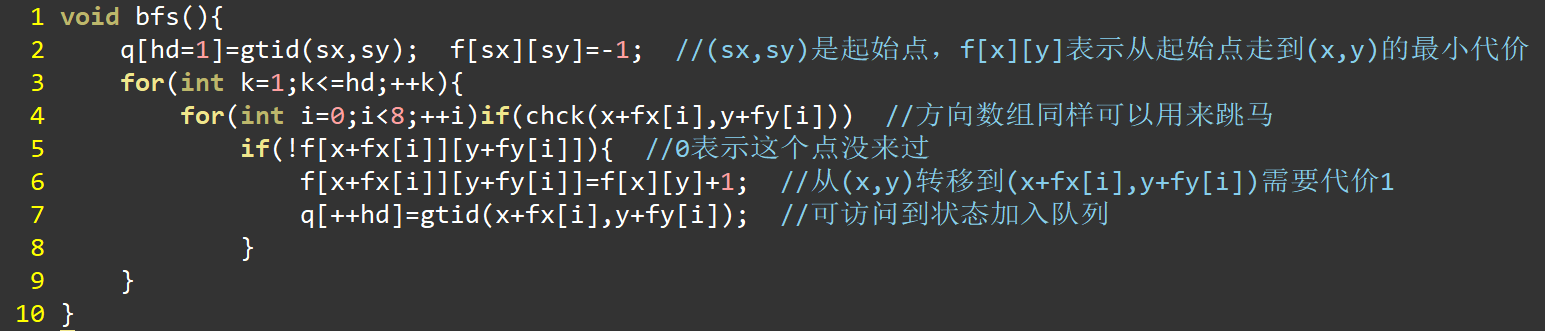 1 void bfs(){
2     q[hd=1]=gtid(sx,sy);  f[sx][sy]=-1;  //(sx,sy)是起始点，f[x][y]表示从起始点走到(x,y)的最小代价
3     for(int k=1;k<=hd;++k){
4         for(int i=0;i<8;++i)if(chck(x+fx[i],y+fy[i]))  //方向数组同样可以用来跳马
5             if(!f[x+fx[i]][y+fy[i]]){  //0表示这个点没来过
6                 f[x+fx[i]][y+fy[i]]=f[x][y]+1;  //从(x,y)转移到(x+fx[i],y+fy[i])需要代价1
7                 q[++hd]=gtid(x+fx[i],y+fy[i]);  //可访问到状态加入队列
8             }
9     }
10 }